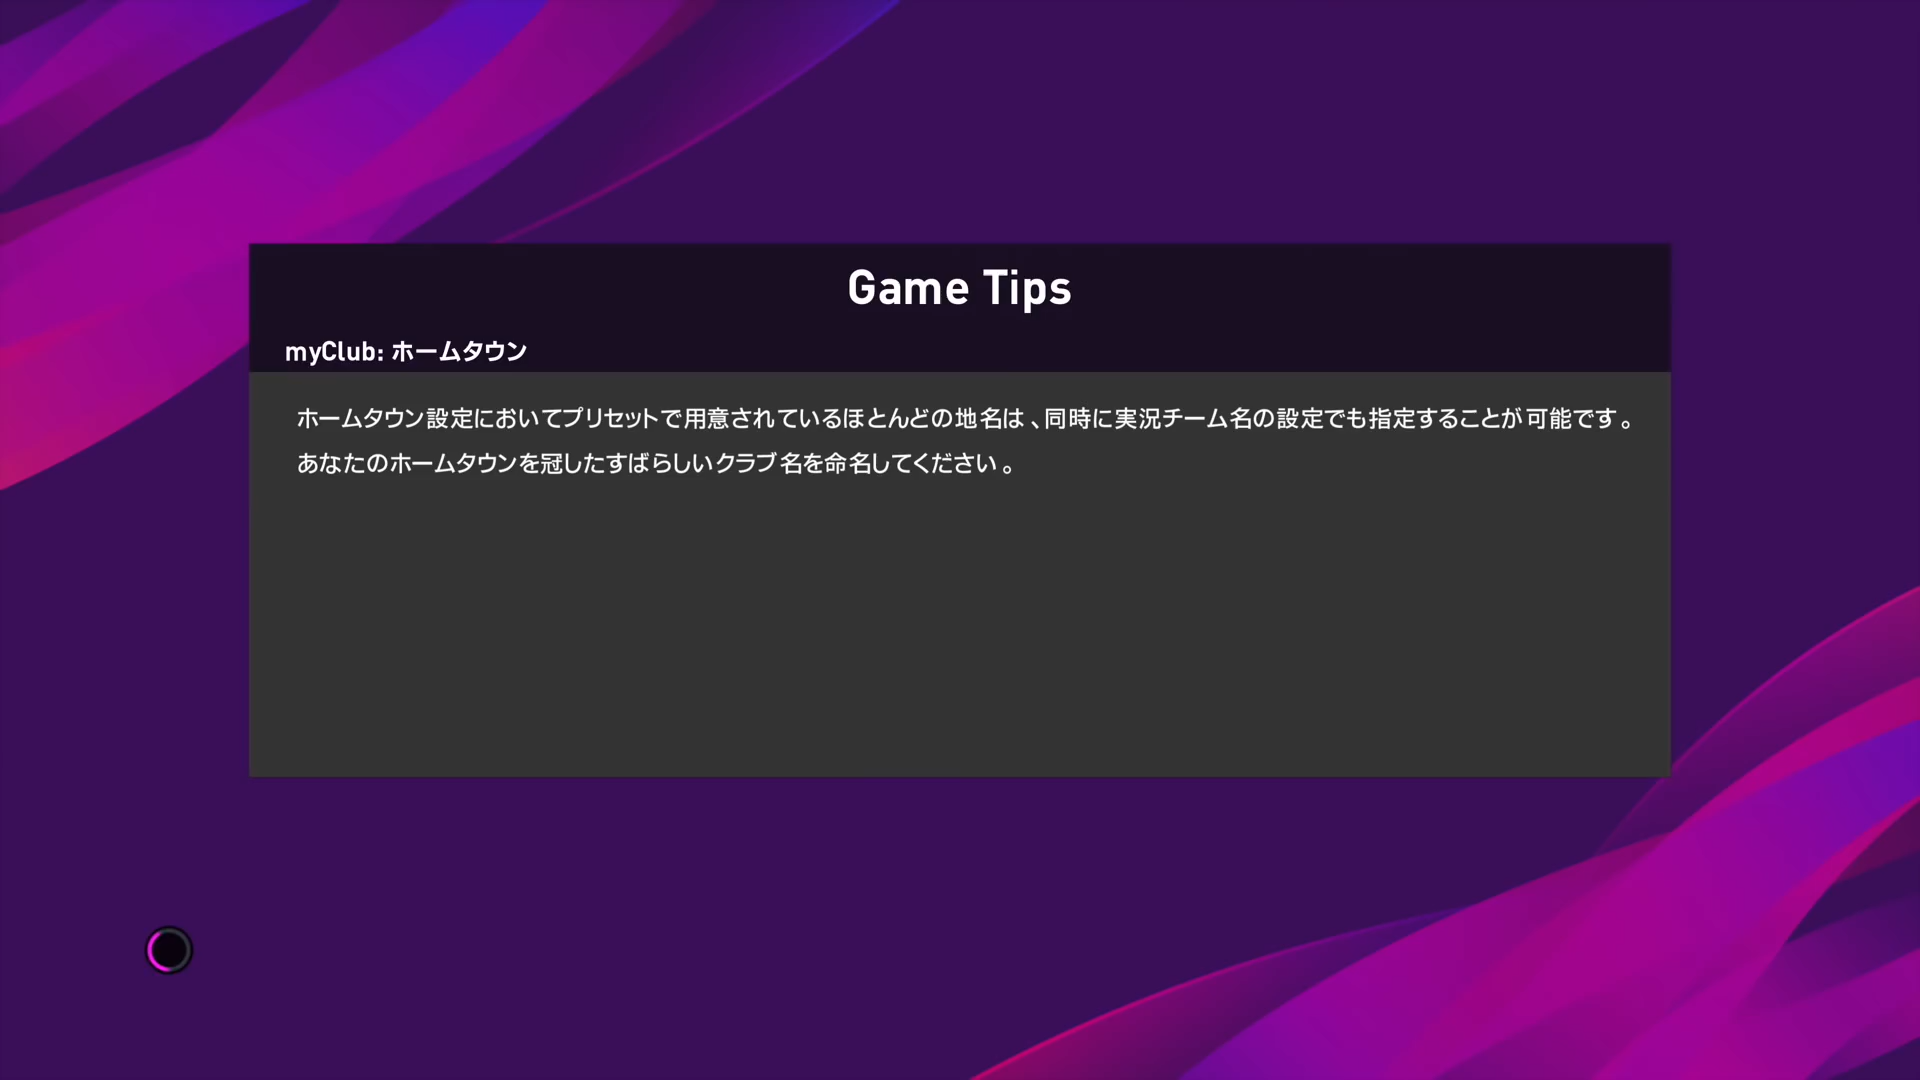 Game Tips
myClub: ホームタウン
ホームタウン設定においてプリセットで用意されているほとんどの地名は、同時に実況チーム名の設定でも指定することが可能です。
あなたのホームタウンを冠したすばらしいクラブ名を命名してください。